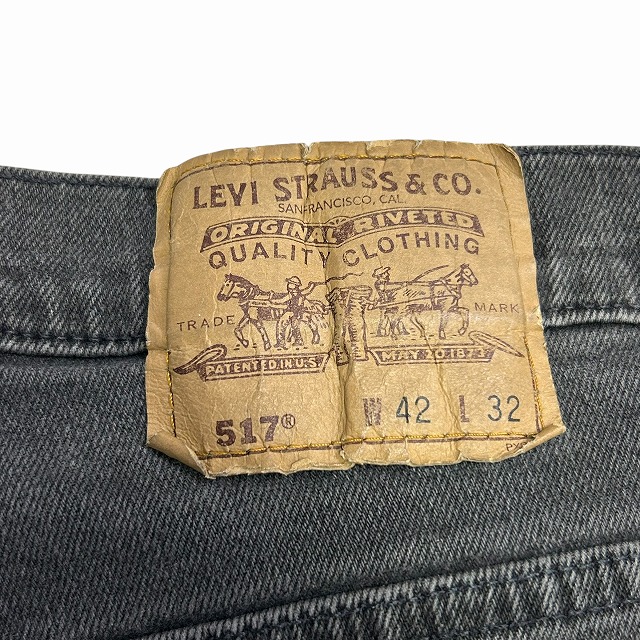 LEVI STRAUSS & CO.
SAN FRANCISCO, CAL.
ORIGINAL RIVETED
QUALITY CLOTHING
TRADE MARK
PATENTED IN U.S. MAY 20, 1873
517® W 42 L 32